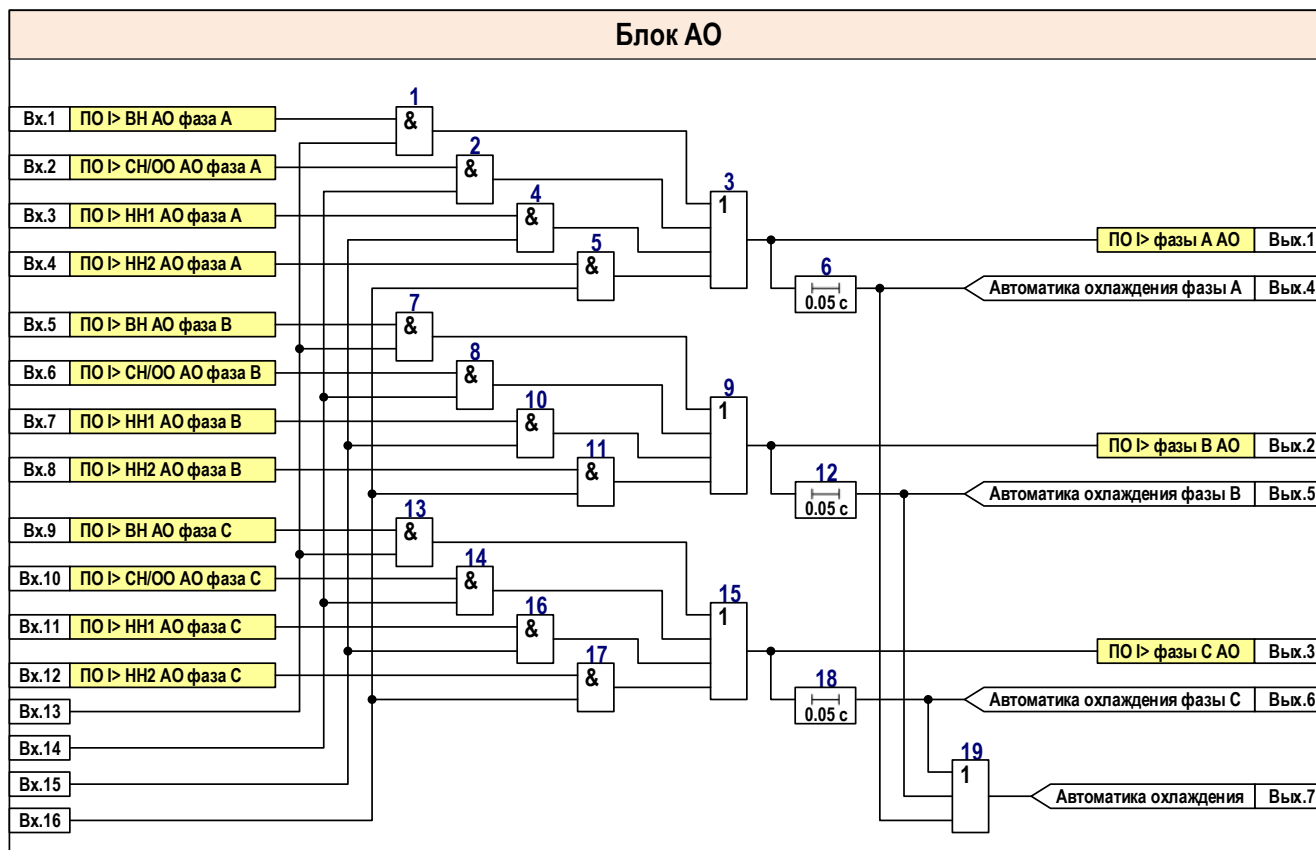 Блок АО
1
Вх.1 ПО I> ВН АО фаза А
&
2
Вх.2 ПО I> СН/ОО АО фаза А
&
3
4
1
Вх.3 ПО I> НН1 АО фаза А
&
5
ПО I> фазы А АО Вых.1
Вх.4 ПО I> НН2 АО фаза А
&
6
Автоматика охлаждения фазы А Вых.4
0.05 с
7
Вх.5 ПО I> ВН АО фаза В
&
8
Вх.6 ПО I> СН/ОО АО фаза В
&
9
10
1
Вх.7 ПО I> НН1 АО фаза В
&
11
ПО I> фазы В АО Вых.2
Вх.8 ПО I> НН2 АО фаза В
&
12
Автоматика охлаждения фазы В Вых.5
0.05 с
13
Вх.9 ПО I> ВН АО фаза С
&
14
Вх.10 ПО I> СН/ОО АО фаза С
&
15
16
1
Вх.11 ПО I> НН1 АО фаза С
&
17
ПО I> фазы С АО Вых.3
Вх.12 ПО I> НН2 АО фаза С
&
18
Автоматика охлаждения фазы С Вых.6
0.05 с
Вх.13
Вх.14
19
1
Вх.15
Автоматика охлаждения Вых.7
Вх.16